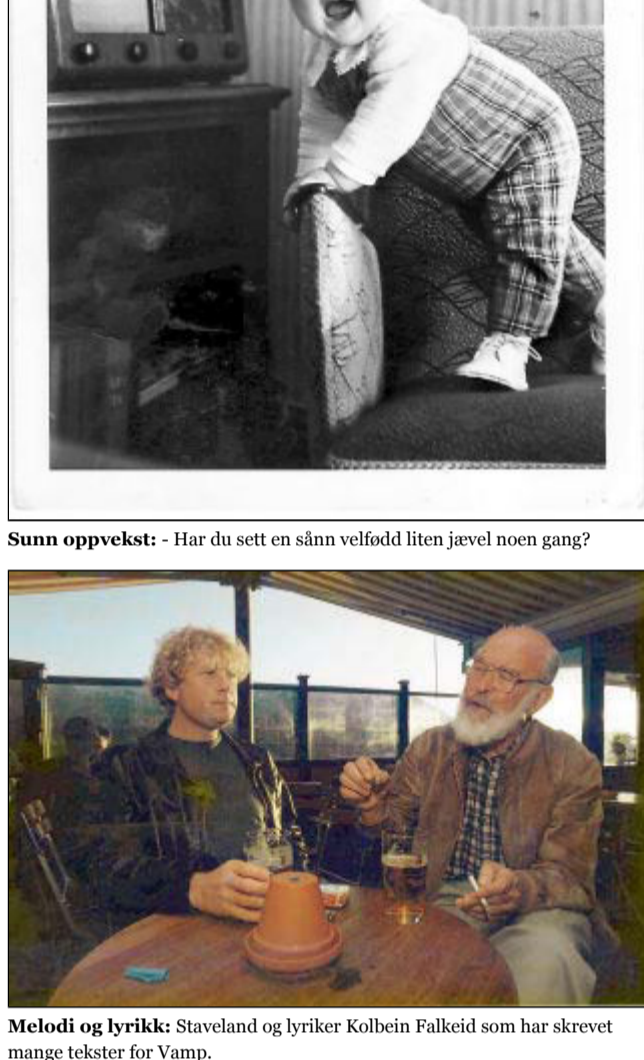 Sunn oppvekst: - Har du sett en sånn velfødd liten jævel noen gang?
Melodi og lyrikk: Staveland og lyriker Kolbein Falkeid som har skrevet
mange tekster for Vamp.